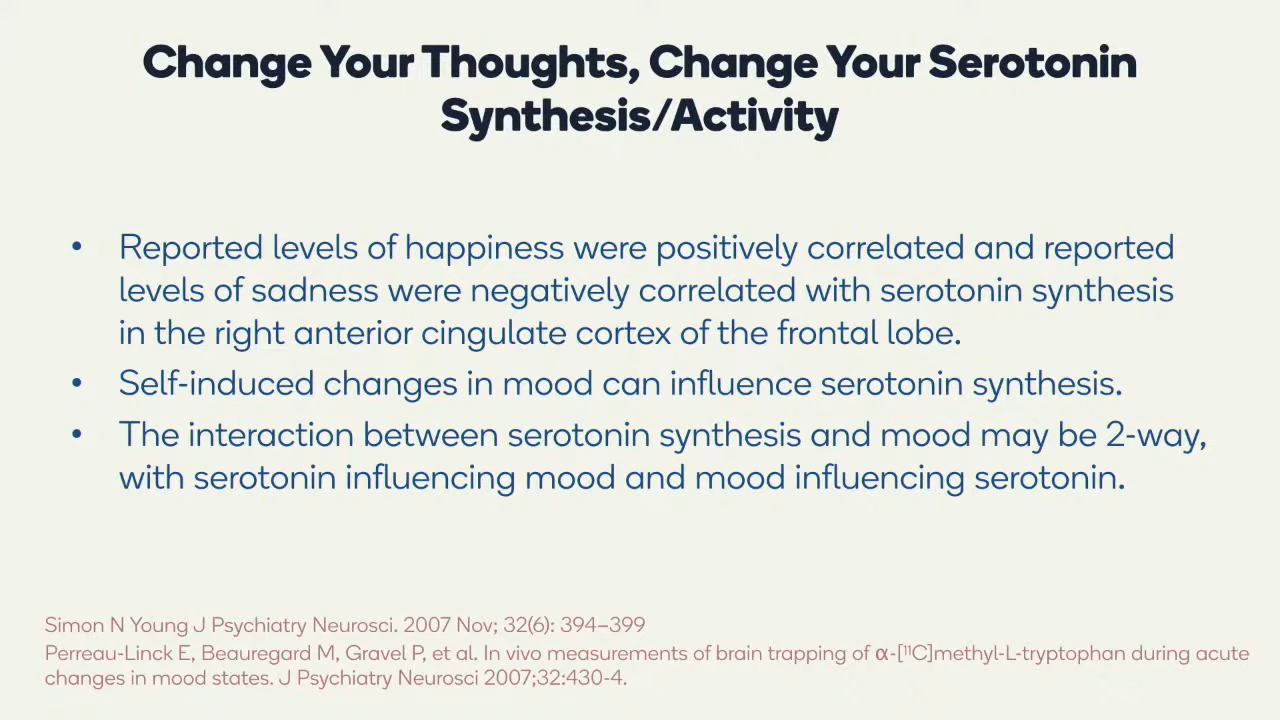 Change Your Thoughts, Change Your Serotonin
Synthesis/Activity
• Reported levels of happiness were positively correlated and reported
levels of sadness were negatively correlated with serotonin synthesis
in the right anterior cingulate cortex of the frontal lobe.
• Self-induced changes in mood can influence serotonin synthesis.
• The interaction between serotonin synthesis and mood may be 2-way,
with serotonin influencing mood and mood influencing serotonin.
Simon N Young J Psychiatry Neurosci. 2007 Nov; 32(6): 394–399
Perreau-Linck E, Beauregard M, Gravel P, et al. In vivo measurements of brain trapping of α-[¹¹C]methyl-L-tryptophan during acute
changes in mood states. J Psychiatry Neurosci 2007;32:430-4.